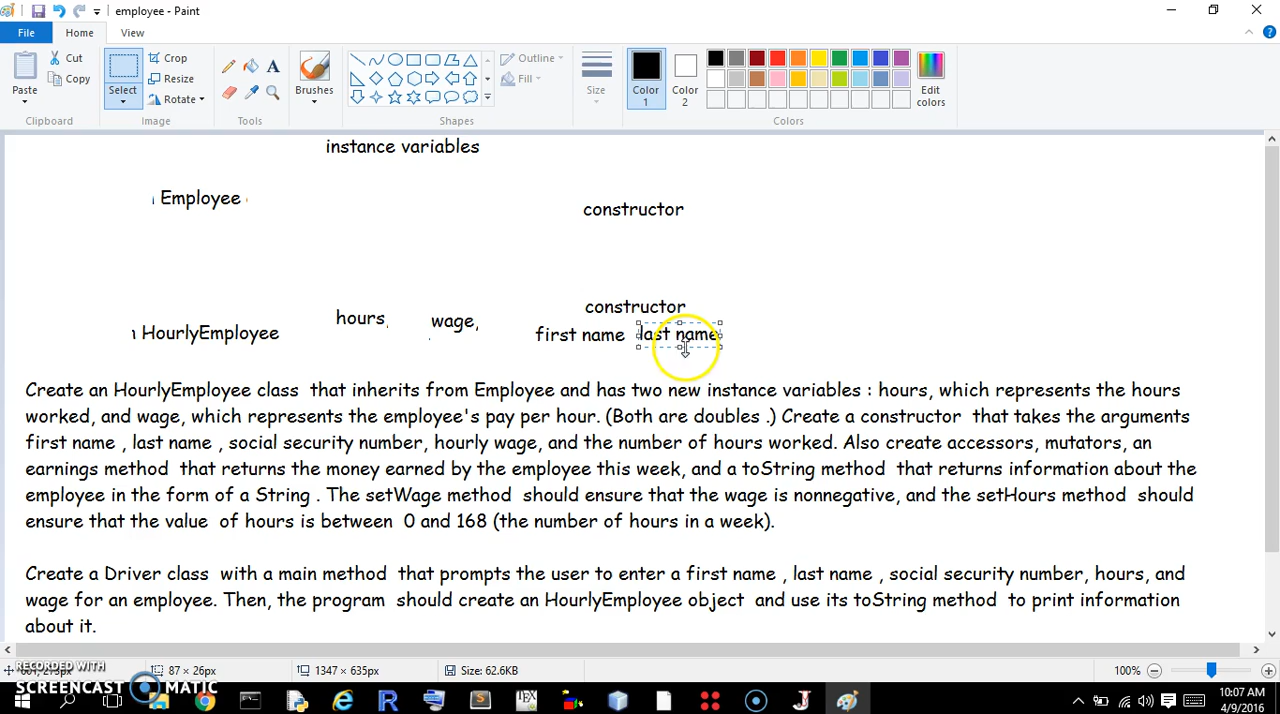 employee - Paint
File Home View
Paste Cut Copy Select Crop Resize Rotate Brushes Outline Fill Size Color 1 Color 2 Edit colors
Clipboard Image Tools Shapes Colors
instance variables
Employee
constructor
constructor
hours, wage,
HourlyEmployee first name last name
Create an HourlyEmployee class that inherits from Employee and has two new instance variables : hours, which represents the hours
worked, and wage, which represents the employee's pay per hour. (Both are doubles .) Create a constructor that takes the arguments
first name , last name , social security number, hourly wage, and the number of hours worked. Also create accessors, mutators, an
earnings method that returns the money earned by the employee this week, and a toString method that returns information about the
employee in the form of a String . The setWage method should ensure that the wage is nonnegative, and the setHours method should
ensure that the value of hours is between 0 and 168 (the number of hours in a week).
Create a Driver class with a main method that prompts the user to enter a first name , last name , social security number, hours, and
wage for an employee. Then, the program should create an HourlyEmployee object and use its toString method to print information
about it.
RECORDED WITH
SCREENCAST MATIC
87 × 26px 1347 × 635px Size: 62.6KB 100%
10:07 AM
4/9/2016